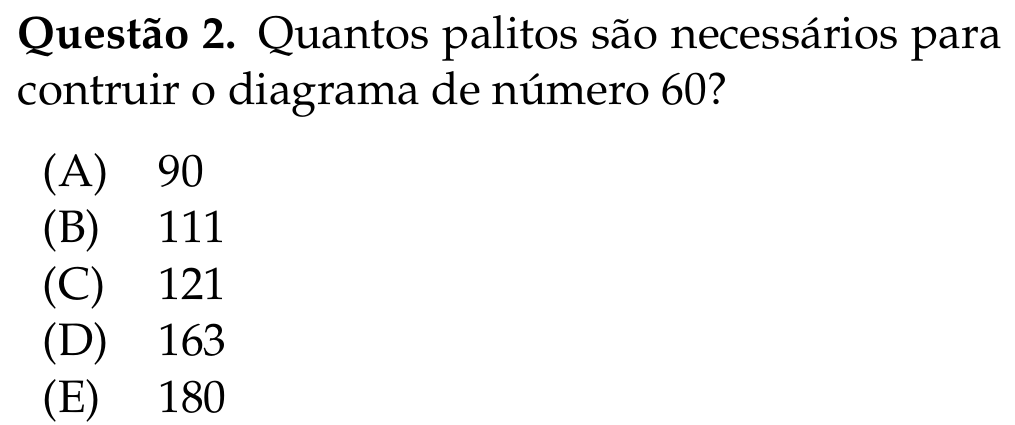 Questão 2. Quantos palitos são necessários para
contruir o diagrama de número 60?
(A) 90
(B) 111
(C) 121
(D) 163
(E) 180